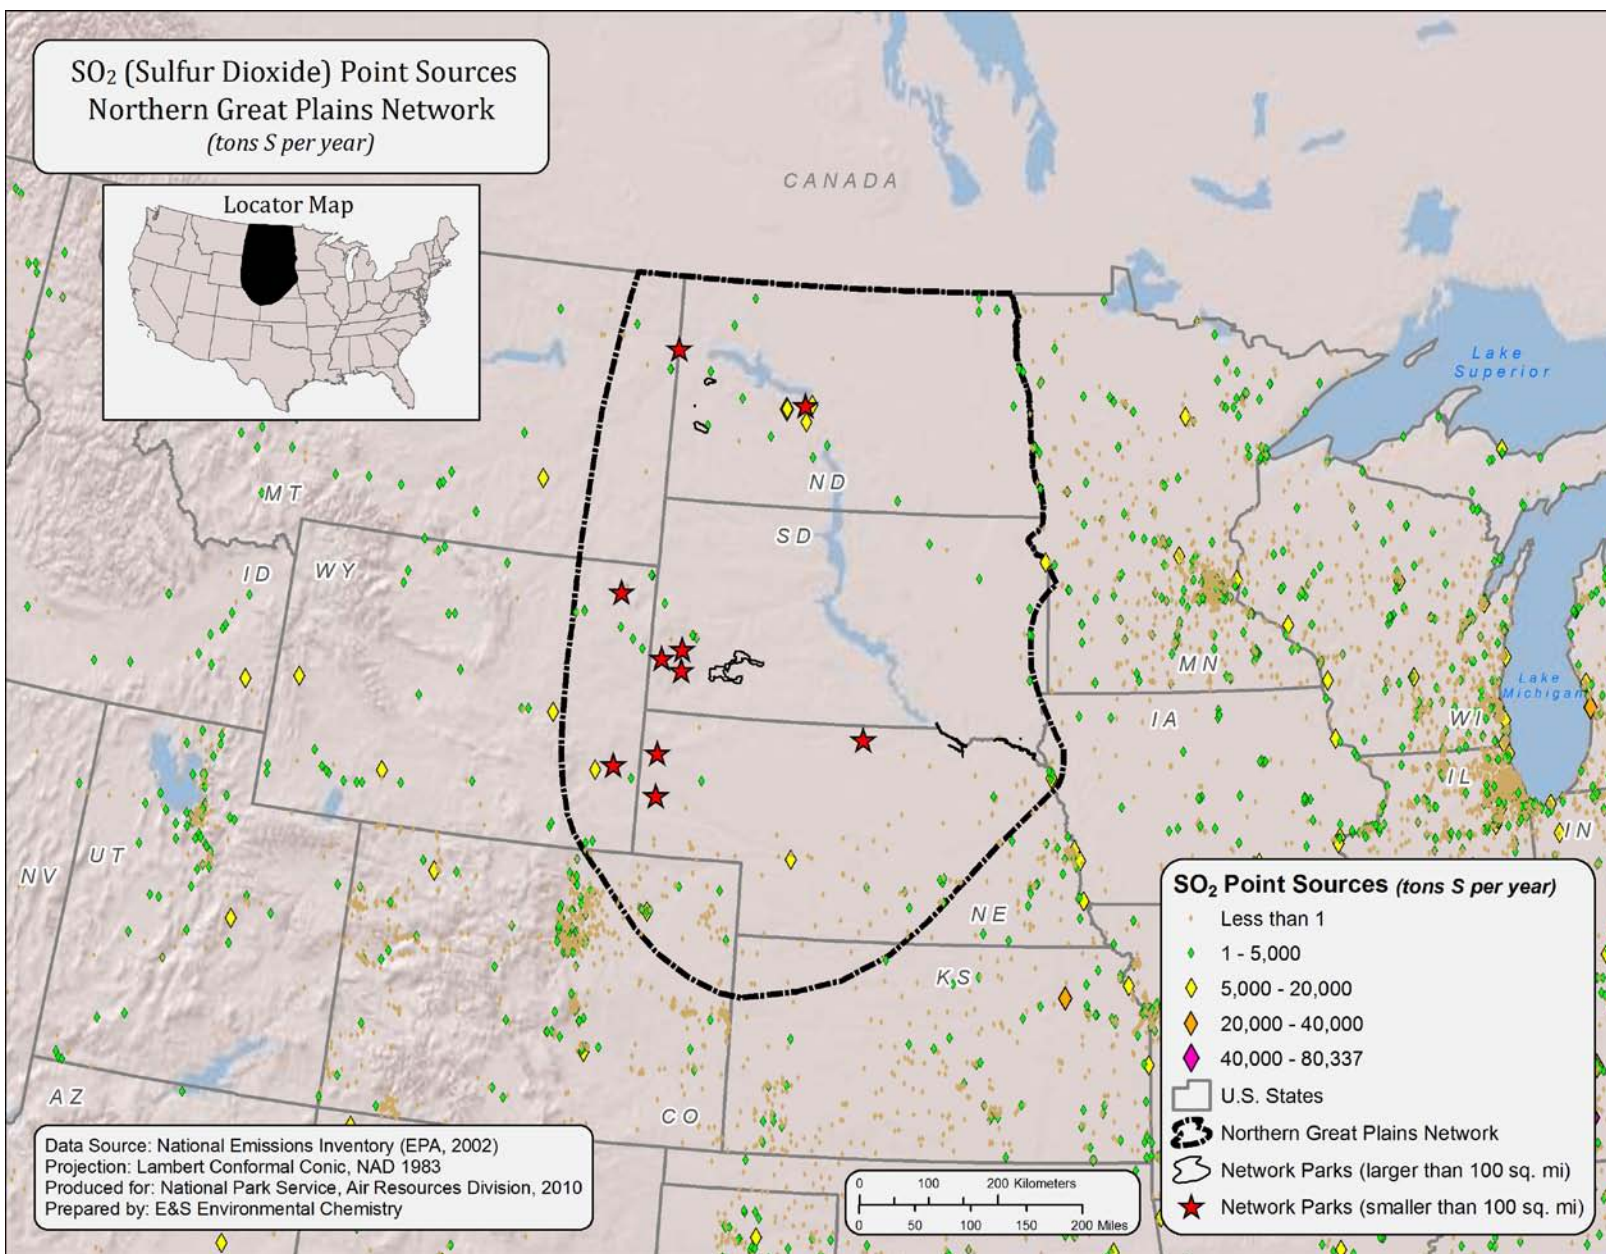 SO₂ (Sulfur Dioxide) Point Sources
Northern Great Plains Network
(tons S per year)
Locator Map
CANADA
Lake
Superior
MT
ND
SD
ID
WY
MN
Lake
Michigan
IA
WI
IL
IN
UT
NV
NE
KS
AZ
CO
SO₂ Point Sources (tons S per year)
Less than 1
1 - 5,000
5,000 - 20,000
20,000 - 40,000
40,000 - 80,337
U.S. States
Northern Great Plains Network
Network Parks (larger than 100 sq. mi)
Network Parks (smaller than 100 sq. mi)
Data Source: National Emissions Inventory (EPA, 2002)
Projection: Lambert Conformal Conic, NAD 1983
Produced for: National Park Service, Air Resources Division, 2010
Prepared by: E&S Environmental Chemistry
0 100 200 Kilometers
0 50 100 150 200 Miles